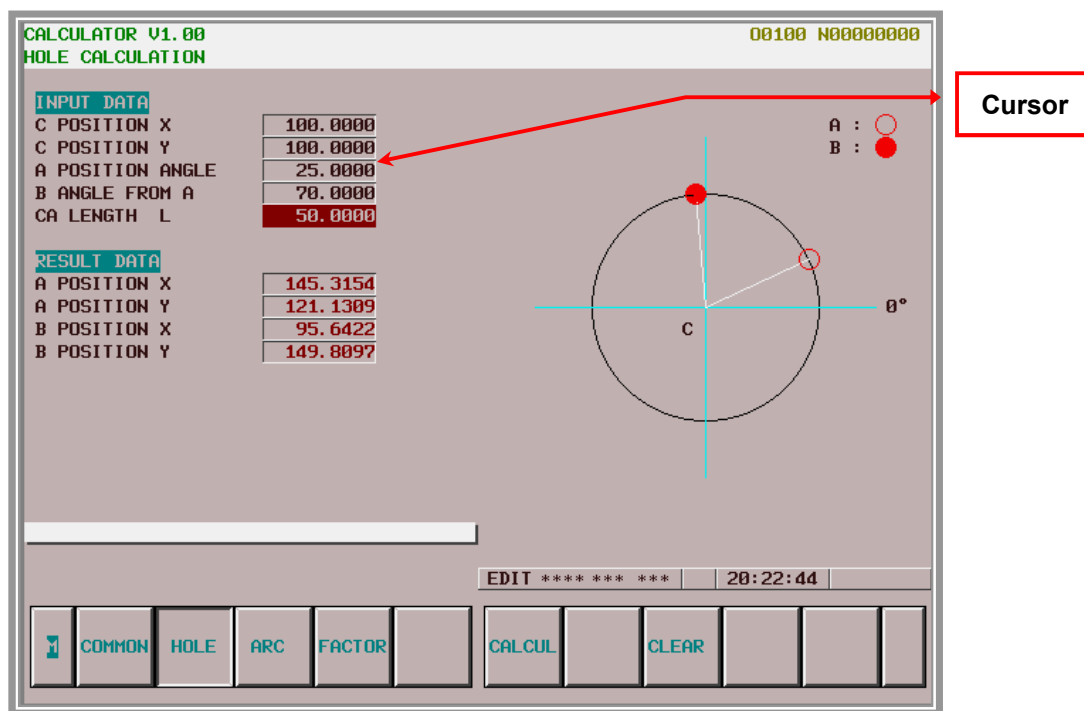 CALCULATOR V1.00
O0100 N00000000
HOLE CALCULATION
Cursor
INPUT DATA
C POSITION X 100.0000
C POSITION Y 100.0000
A POSITION ANGLE 25.0000
B ANGLE FROM A 70.0000
CA LENGTH L 50.0000
A :
B :
RESULT DATA
A POSITION X 145.3154
A POSITION Y 121.1309
B POSITION X 95.6422
B POSITION Y 149.8097
0°
C
EDIT **** *** *** 20:22:44
M COMMON HOLE ARC FACTOR CALCUL CLEAR